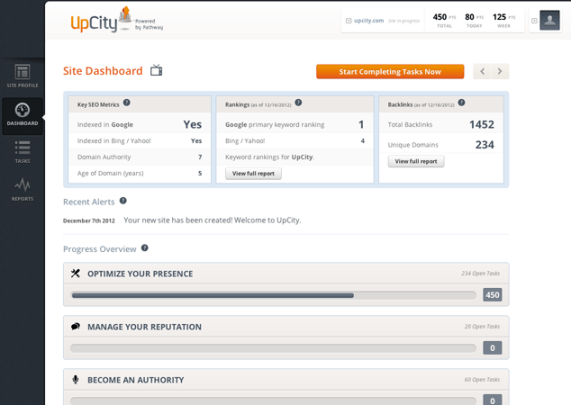 UpCity Powered by Pathway
upcity.com
450 PTS TOTAL 80 PTS TODAY 125 PTS WEEK
SITE PROFILE
DASHBOARD
TASKS
REPORTS
Site Dashboard
Start Completing Tasks Now
Key SEO Metrics ?
Indexed in Google Yes
Indexed in Bing / Yahoo! Yes
Domain Authority 7
Age of Domain (years) 5
Rankings (as of 12/16/2012) ?
Google primary keyword ranking 1
Bing / Yahoo! 4
Keyword rankings for UpCity.
View full report
Backlinks (as of 12/16/2012) ?
Total Backlinks 1452
Unique Domains 234
View full report
Recent Alerts ?
December 7th 2012 Your new site has been created! Welcome to UpCity.
Progress Overview ?
OPTIMIZE YOUR PRESENCE 234 Open Tasks
450
MANAGE YOUR REPUTATION 26 Open Tasks
0
BECOME AN AUTHORITY 60 Open Tasks
0